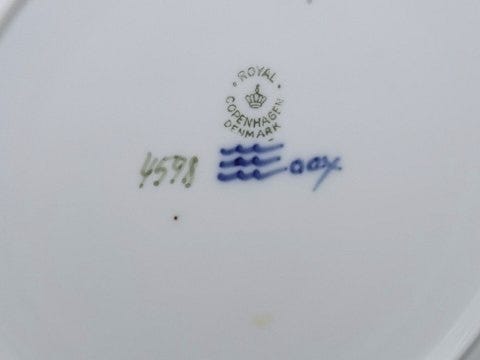 ROYAL
COPENHAGEN
DENMARK
4598